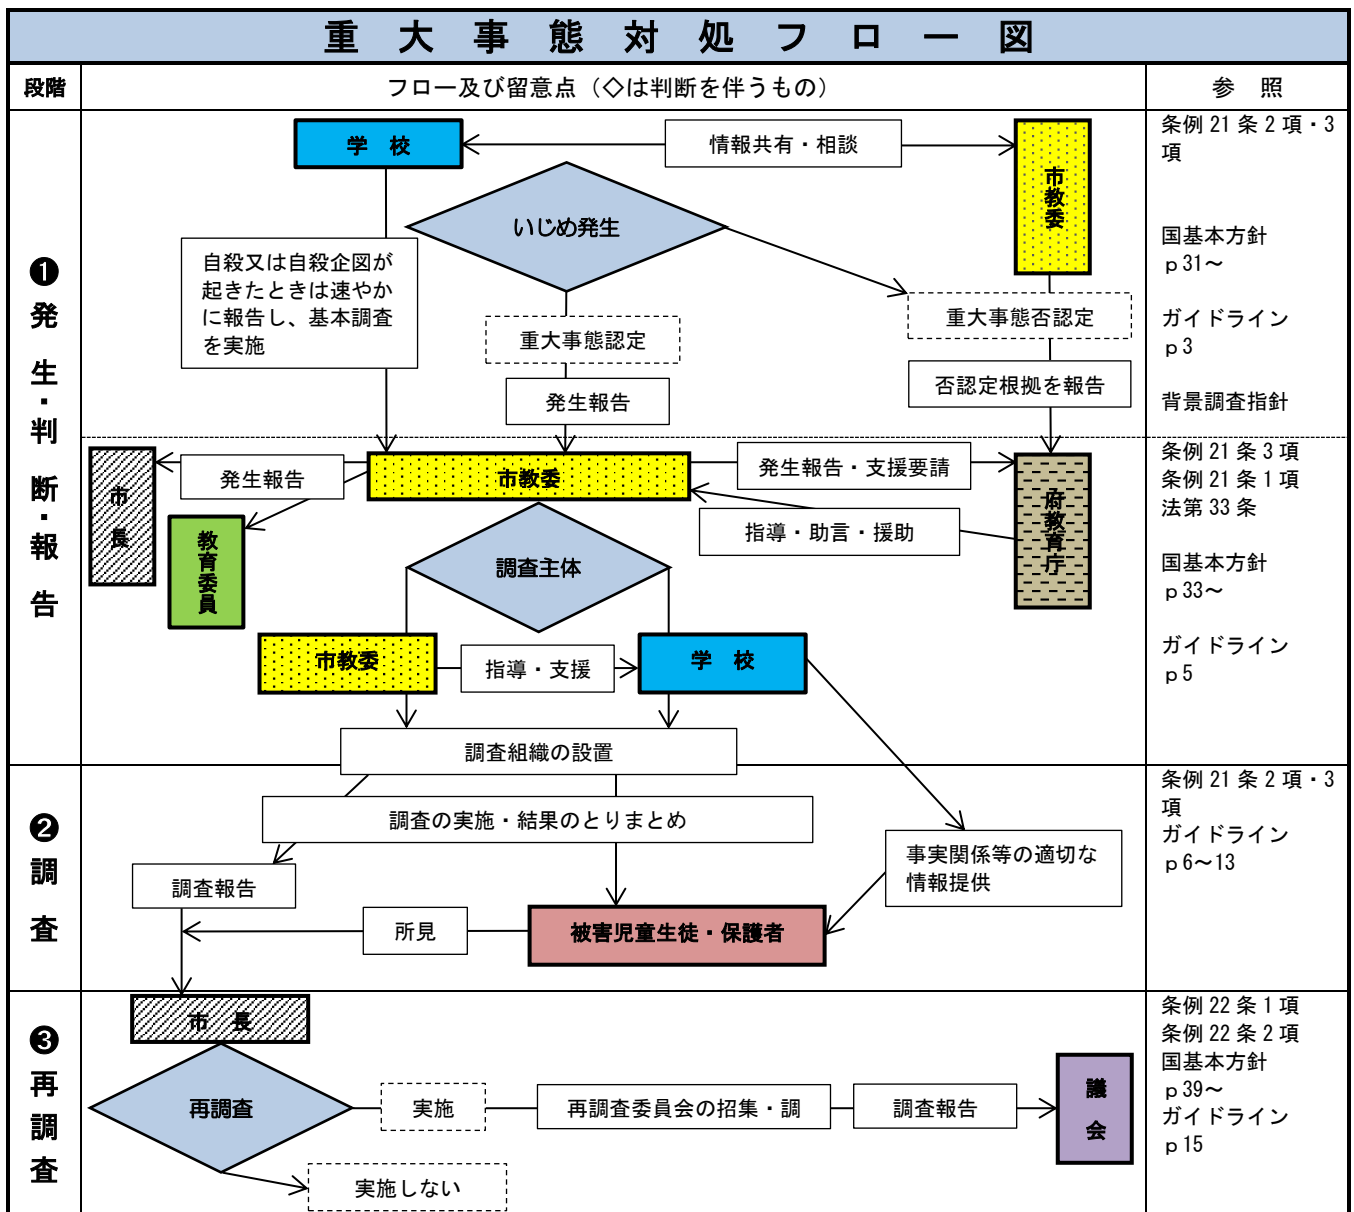 重大事態対処フロー図
段階
フロー及び留意点（◇は判断を伴うもの）
参　照
❶発生・判断・報告
学　校
情報共有・相談
市教委
いじめ発生
自殺又は自殺企図が
起きたときは速やか
に報告し、基本調査
を実施
重大事態認定
重大事態否認定
発生報告
否認定根拠を報告
条例 21 条 2 項・3
項
国基本方針
ｐ31～
ガイドライン
ｐ3
背景調査指針
市長
発生報告
市教委
発生報告・支援要請
府教育庁
教育委員
指導・助言・援助
調査主体
市教委
指導・支援
学　校
調査組織の設置
条例 21 条 3 項
条例 21 条 1 項
法第 33 条
国基本方針
ｐ33～
ガイドライン
ｐ5
❷調査
調査の実施・結果のとりまとめ
事実関係等の適切な
情報提供
調査報告
所見
被害児童生徒・保護者
条例 21 条 2 項・3
項
ガイドライン
ｐ6～13
❸再調査
市　長
再調査
実施
再調査委員会の招集・調
調査報告
議会
実施しない
条例 22 条 1 項
条例 22 条 2 項
国基本方針
ｐ39～
ガイドライン
ｐ15